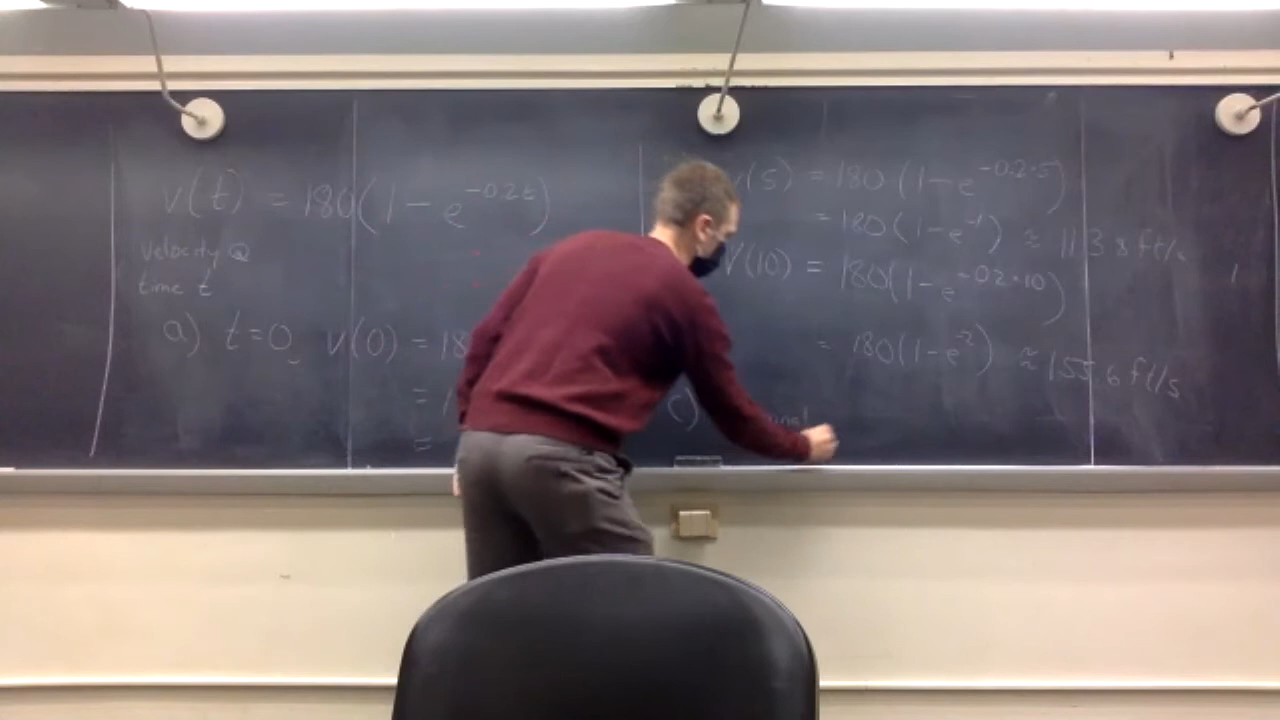 v(t) = 180(1 - e^{-0.2t})
velocity @
time t
a) t=0 v(0) = 18
= 1
=
v(5) = 180(1-e^{-0.2·5})
= 180(1-e^{-1}) ≈ 113.8 ft/s
V(10) = 180(1-e^{-0.2·10})
= 180(1-e^{-2}) ≈ 155.6 ft/s
c)